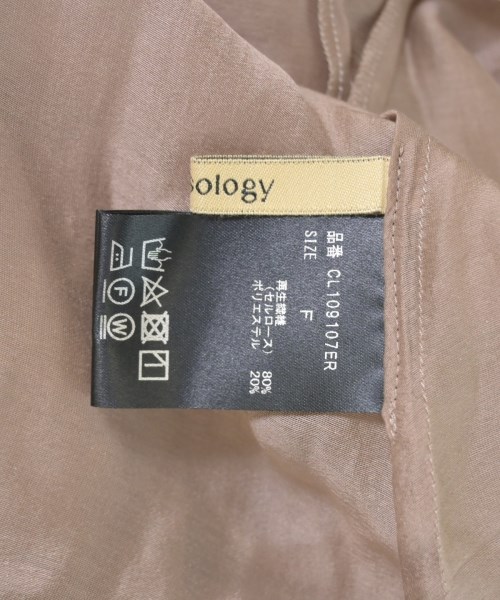 ology
品番 CL109107ER
SIZE F
再生繊維
(セルロース) 80%
ポリエステル 20%
F
W